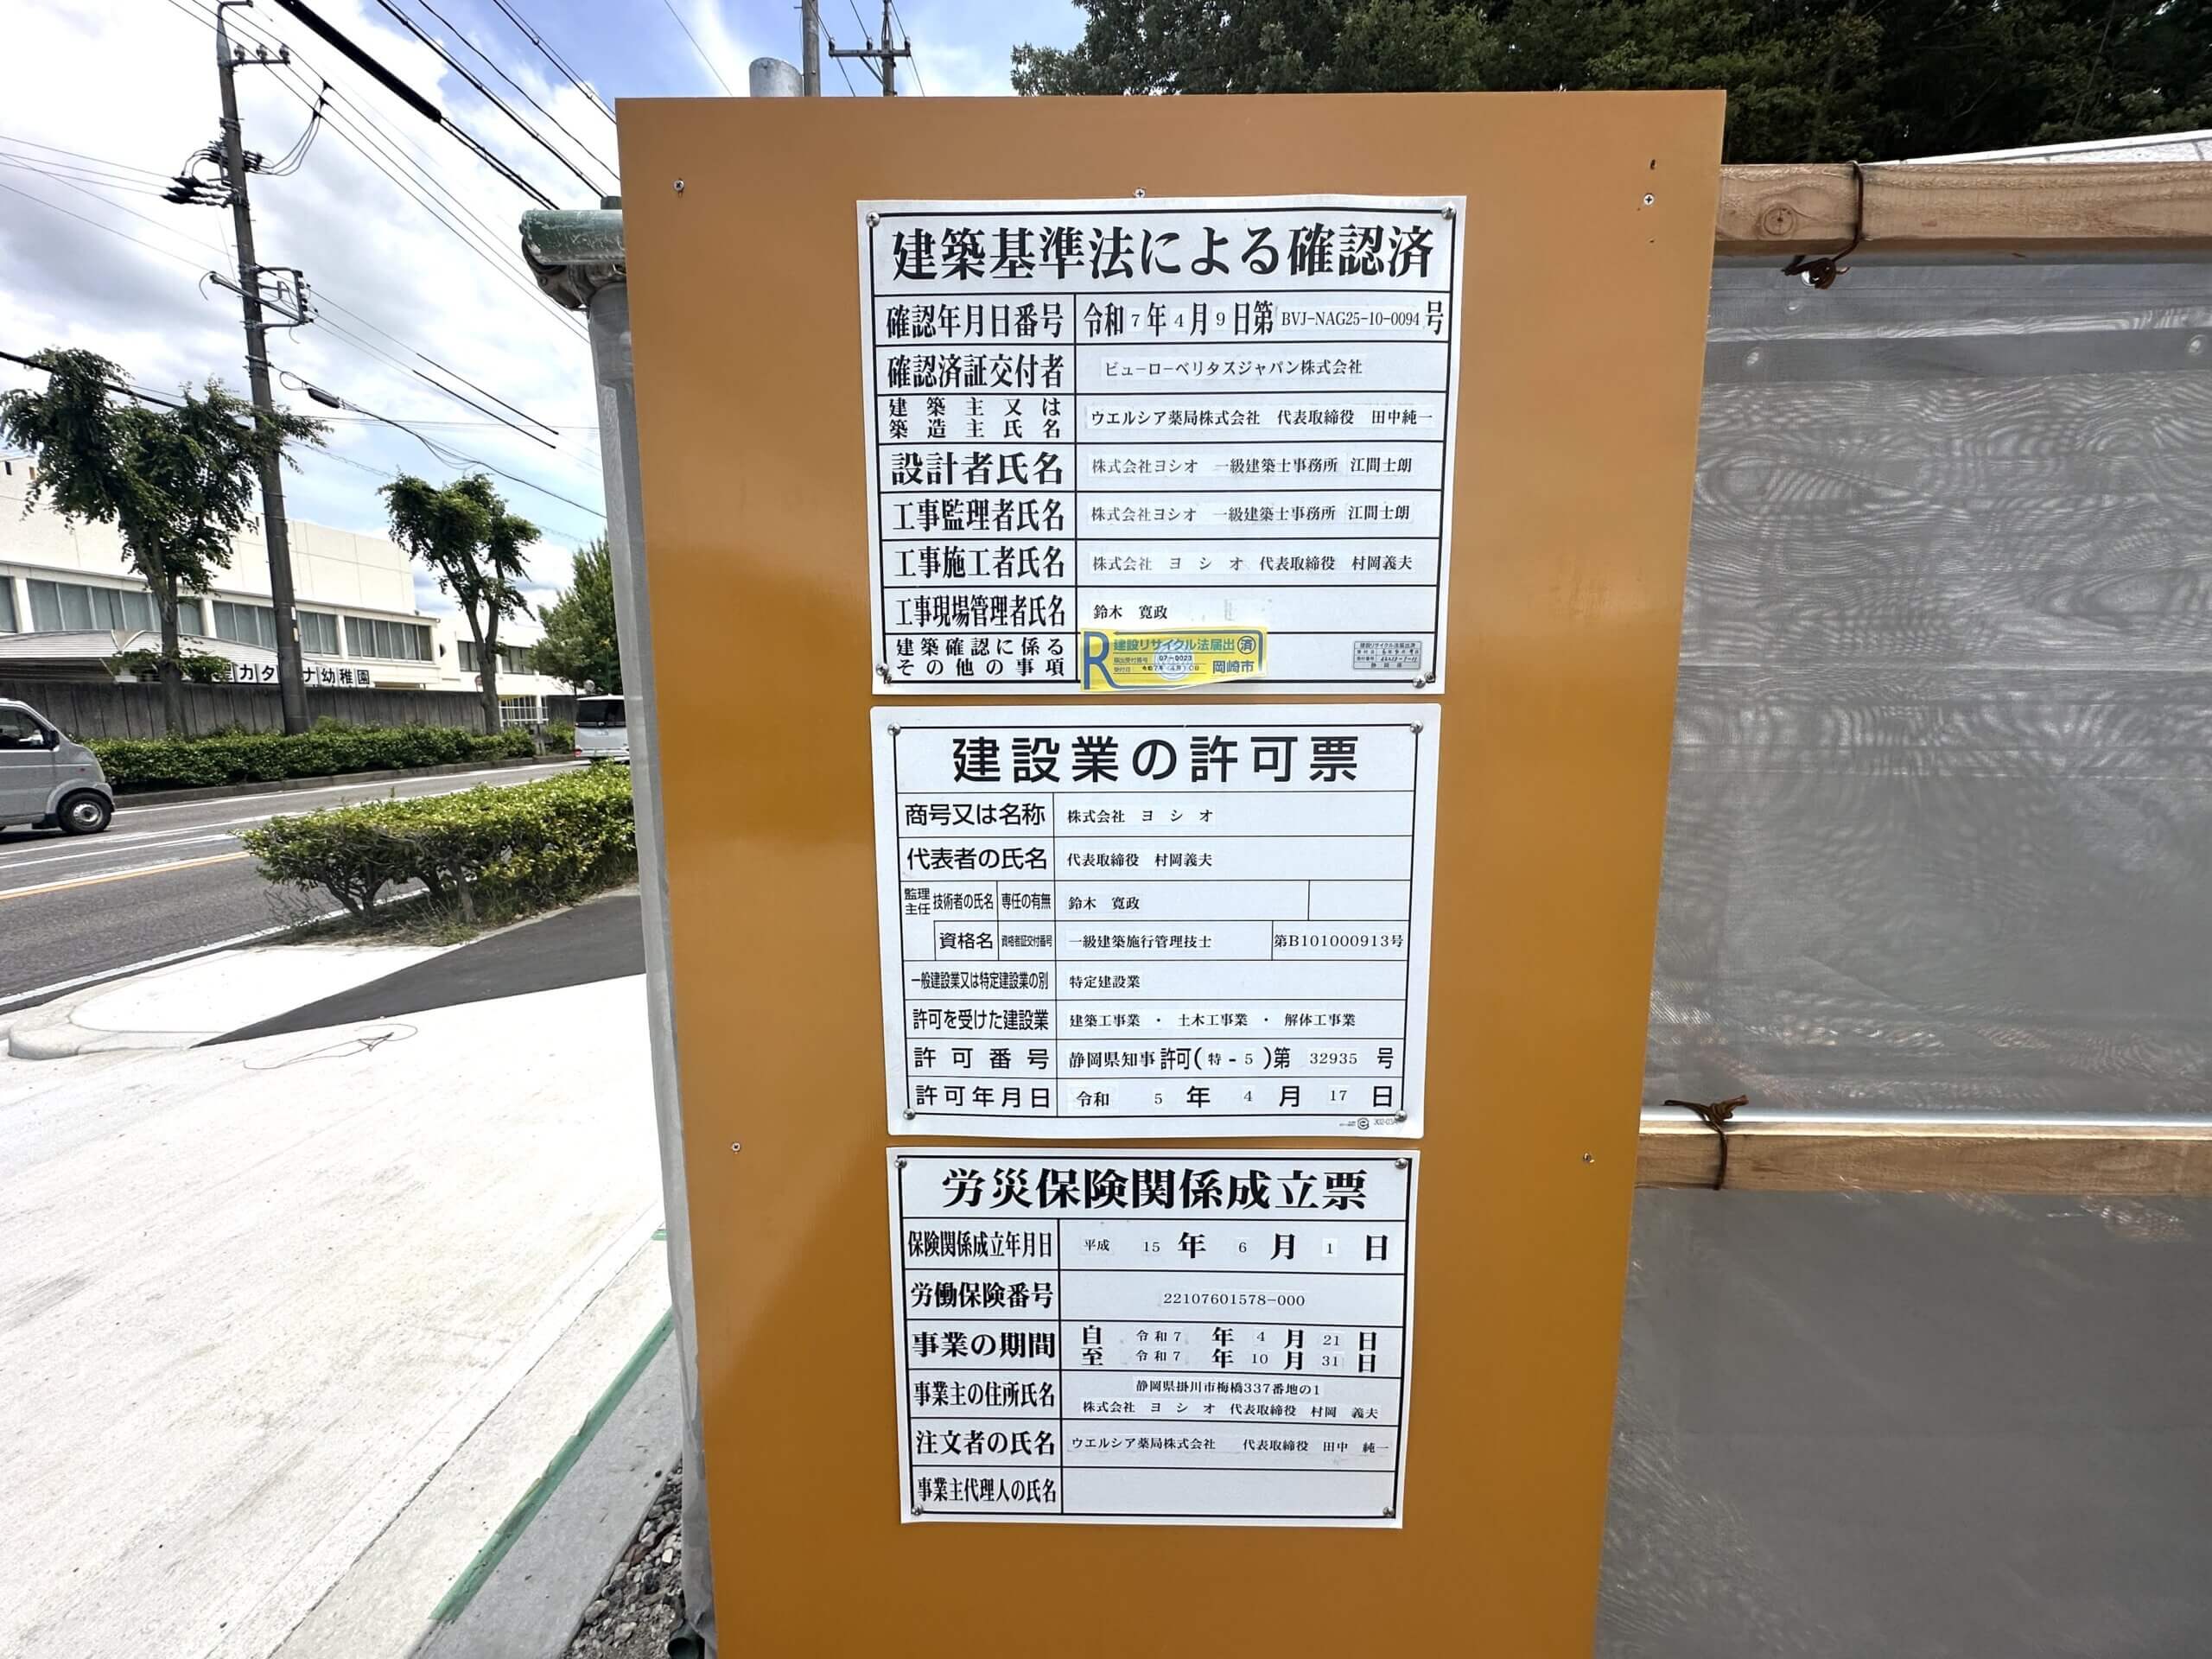 建築基準法による確認済
確認年月日番号 令和7年4月9日第BVJ-NAG25-10-0094号
確認済証交付者 ビューローベリタスジャパン株式会社
建築主又は
築造主氏名 ウエルシア薬局株式会社 代表取締役 田中純一
設計者氏名 株式会社ヨシオ 一級建築士事務所 江間士朗
工事監理者氏名 株式会社ヨシオ 一級建築士事務所 江間士朗
工事施工者氏名 株式会社 ヨ シ オ 代表取締役 村岡義夫
工事現場管理者氏名 鈴木 寛政
建築確認に係る
その他の事項
R 建設リサイクル法届出 済
届出受付番号 07-0023
受付日
岡崎市
建設業の許可票
商号又は名称 株式会社 ヨ シ オ
代表者の氏名 代表取締役 村岡義夫
監理
主任 技術者の氏名 専任の有無 鈴木 寛政
資格名 資格者証交付番号 一級建築施行管理技士 第B101000913号
一般建設業又は特定建設業の別 特定建設業
許可を受けた建設業 建築工事業 ・ 土木工事業 ・ 解体工事業
許可番号 静岡県知事 許可(特-5)第 32935 号
許可年月日 令和 5 年 4 月 17 日
労災保険関係成立票
保険関係成立年月日 平成 15 年 6 月 1 日
労働保険番号 22107601578-000
事業の期間 自 令和7 年 4 月 21 日
至 令和7 年 10 月 31 日
事業主の住所氏名 静岡県掛川市梅橋337番地の1
株式会社 ヨ シ オ 代表取締役 村岡 義夫
注文者の氏名 ウエルシア薬局株式会社 代表取締役 田中 純一
事業主代理人の氏名
カタ
ナ幼稚園